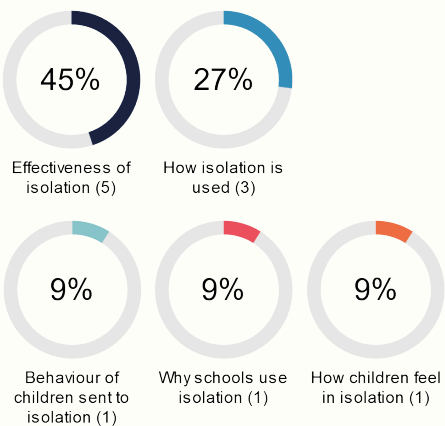 45%
27%
Effectiveness of
isolation (5)
How isolation is
used (3)
9%
9%
9%
Behaviour of
children sent to
isolation (1)
Why schools use
isolation (1)
How children feel
in isolation (1)